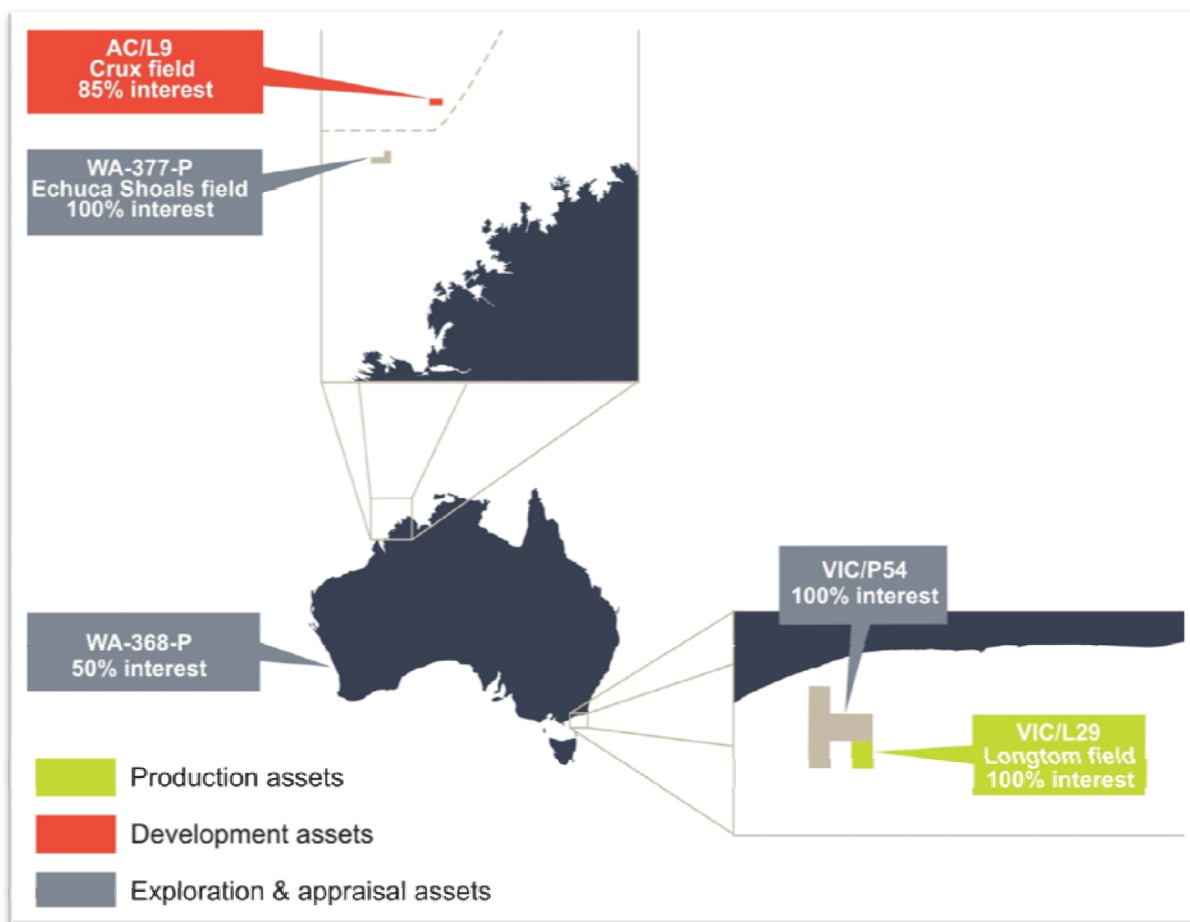 AC/L9
Crux field
85% interest
WA-377-P
Echuca Shoals field
100% interest
WA-368-P
50% interest
VIC/P54
100% interest
VIC/L29
Longtom field
100% interest
Production assets
Development assets
Exploration & appraisal assets